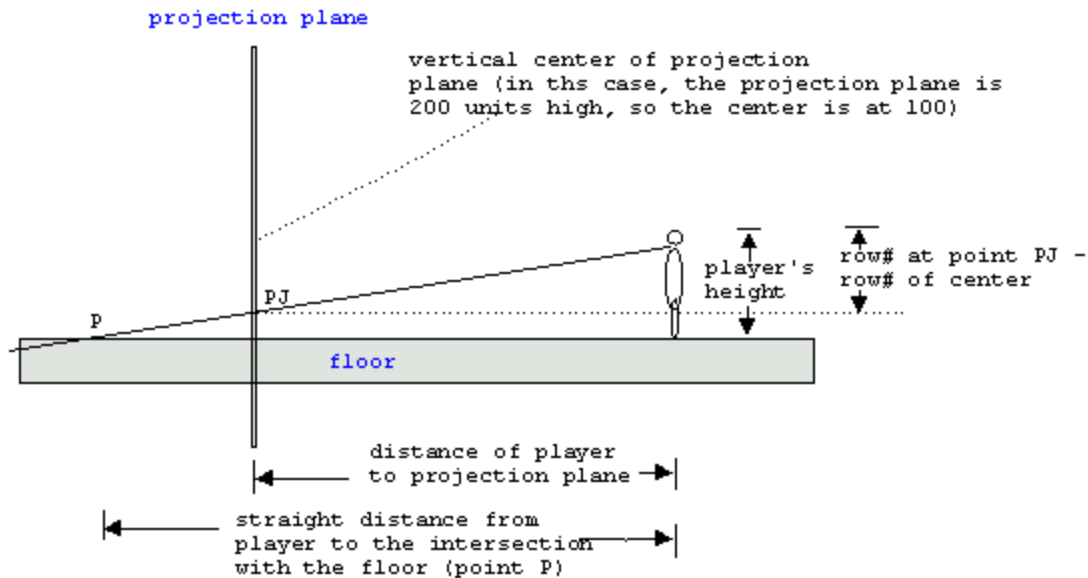 projection plane
vertical center of projection
plane (in ths case, the projection plane is
200 units high, so the center is at 100)
player's
height
row# at point PJ -
row# of center
PJ
P
floor
distance of player
to projection plane
straight distance from
player to the intersection
with the floor (point P)